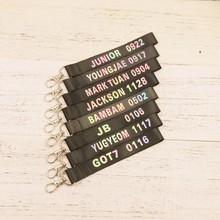 JUNIOR 0922
YOUNGJAE 0917
MARK TUAN 0904
JACKSON 1128
BAMBAM 0502
JB 0106
YUGYEOM 1117
GOT7 0116